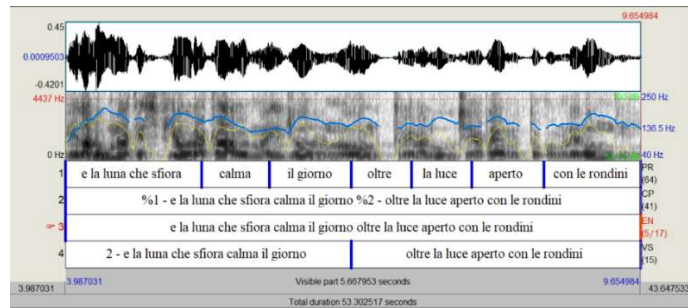 9.654984
0.45
0.0009503
-0.4201
4437 Hz
250 Hz
136.5 Hz
0 Hz
40 Hz
1 e la luna che sfiora calma il giorno oltre la luce aperto con le rondini PR (64)
2 %1 - e la luna che sfiora calma il giorno %2 - oltre la luce aperto con le rondini CP (41)
3 e la luna che sfiora calma il giorno oltre la luce aperto con le rondini EN (5/17)
4 2 - e la luna che sfiora calma il giorno oltre la luce aperto con le rondini VS (15)
3.987031 3.987031 Visible part 5.667953 seconds 9.654984 43.647533
Total duration 53.302517 seconds